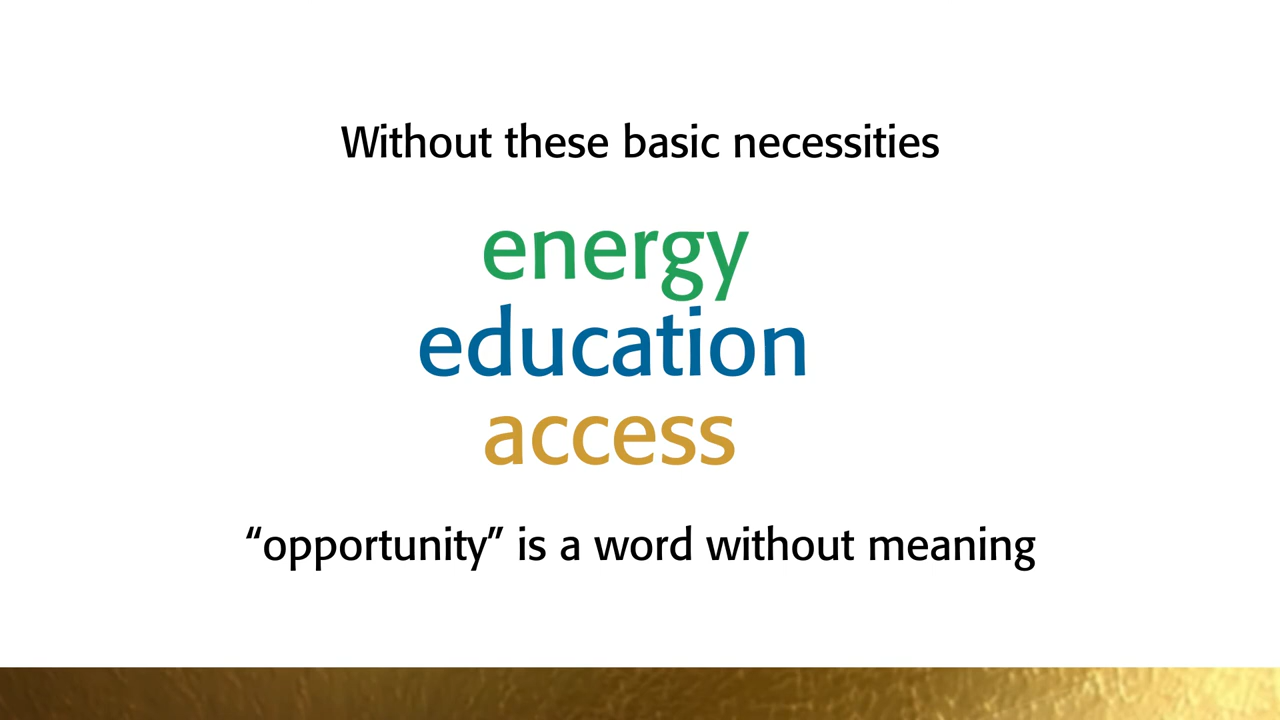 Without these basic necessities
energy
education
access
“opportunity” is a word without meaning